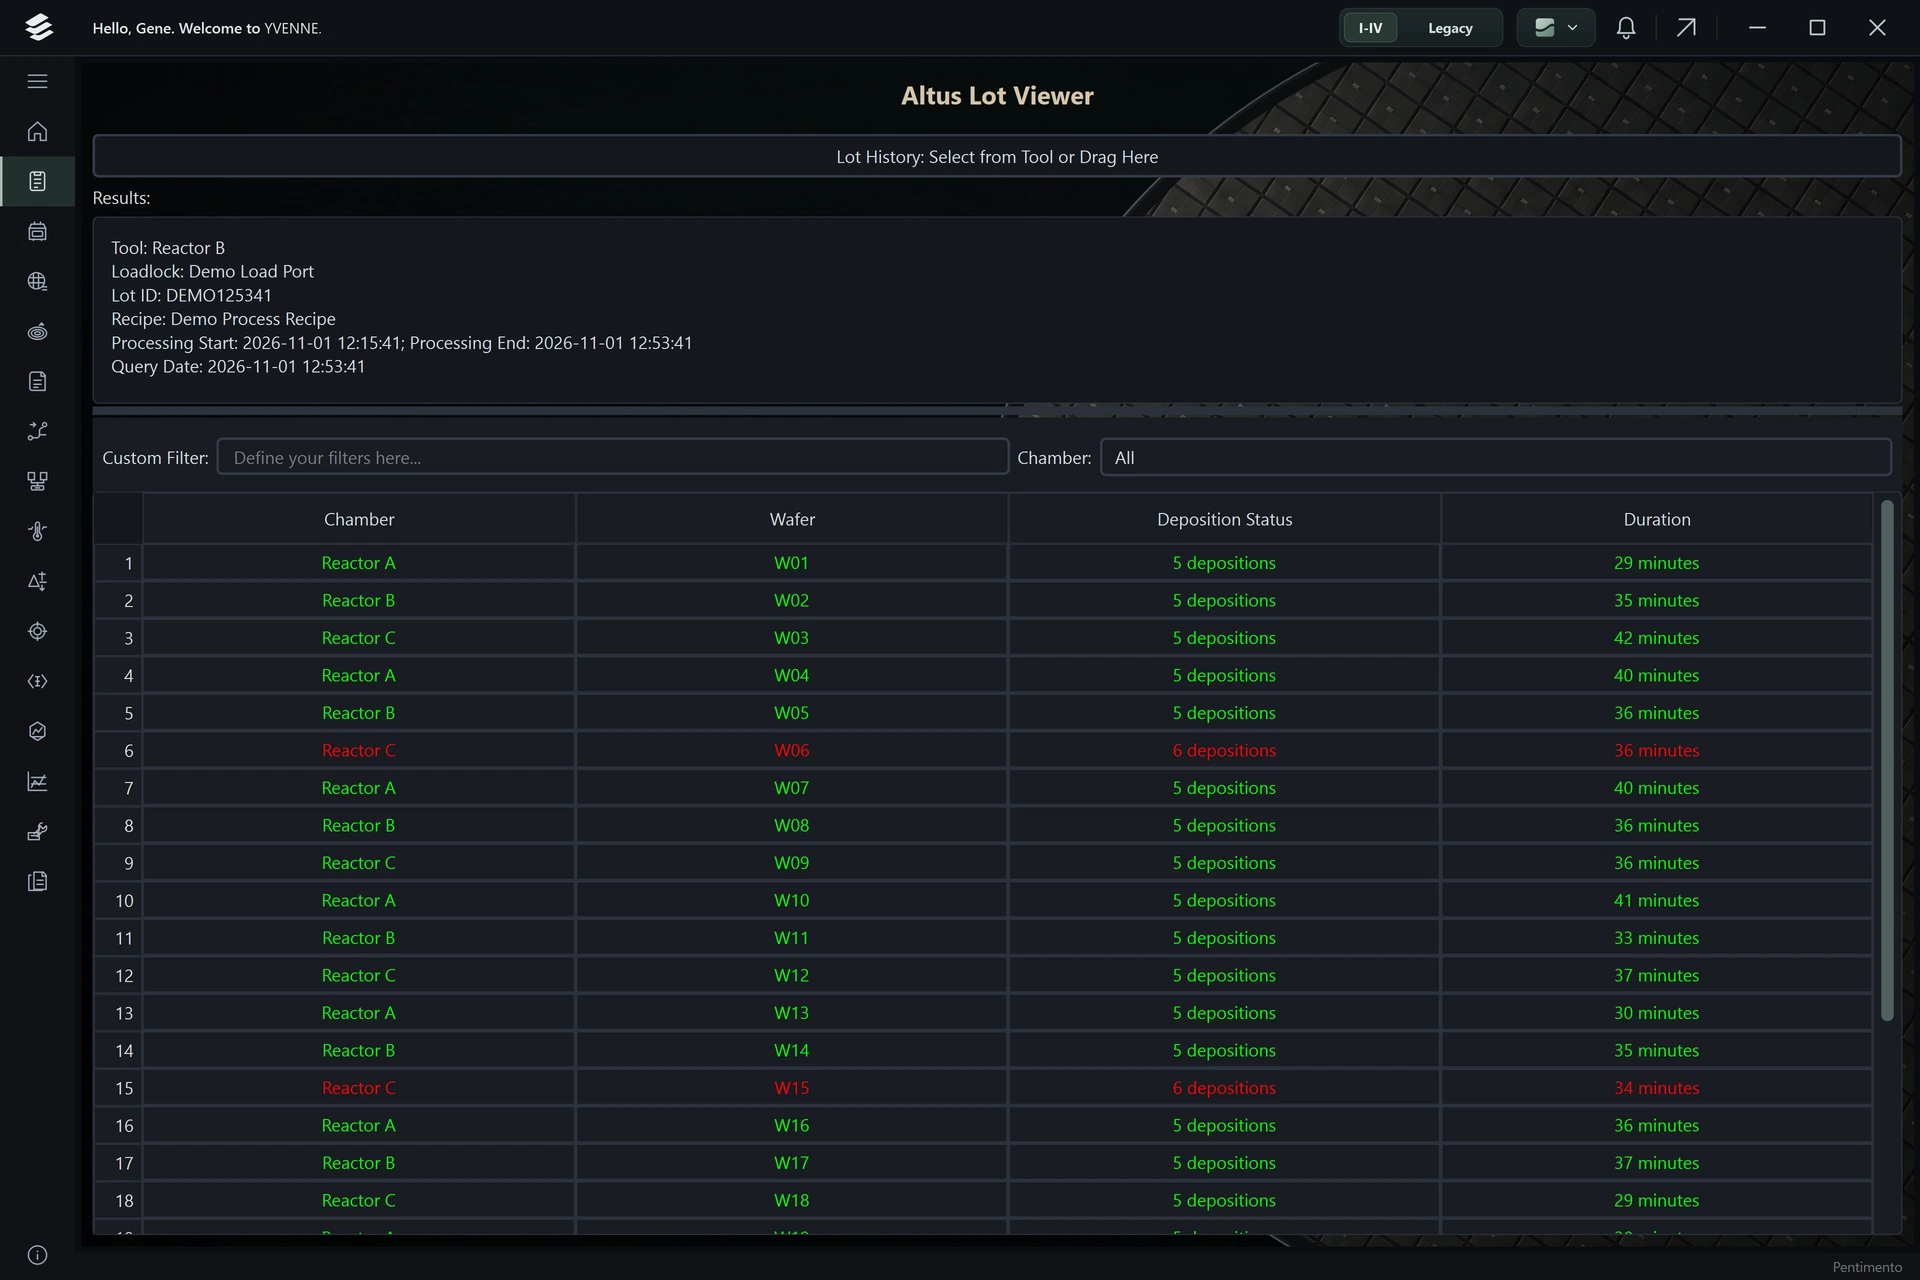 Hello, Gene. Welcome to YVENNE.
I-IV
Legacy
Altus Lot Viewer
Lot History: Select from Tool or Drag Here
Results:
Tool: Reactor B
Loadlock: Demo Load Port
Lot ID: DEMO125341
Recipe: Demo Process Recipe
Processing Start: 2026-11-01 12:15:41; Processing End: 2026-11-01 12:53:41
Query Date: 2026-11-01 12:53:41
Custom Filter: Define your filters here... Chamber: All
Chamber Wafer Deposition Status Duration
1 Reactor A W01 5 depositions 29 minutes
2 Reactor B W02 5 depositions 35 minutes
3 Reactor C W03 5 depositions 42 minutes
4 Reactor A W04 5 depositions 40 minutes
5 Reactor B W05 5 depositions 36 minutes
6 Reactor C W06 6 depositions 36 minutes
7 Reactor A W07 5 depositions 40 minutes
8 Reactor B W08 5 depositions 36 minutes
9 Reactor C W09 5 depositions 36 minutes
10 Reactor A W10 5 depositions 41 minutes
11 Reactor B W11 5 depositions 33 minutes
12 Reactor C W12 5 depositions 37 minutes
13 Reactor A W13 5 depositions 30 minutes
14 Reactor B W14 5 depositions 35 minutes
15 Reactor C W15 6 depositions 34 minutes
16 Reactor A W16 5 depositions 36 minutes
17 Reactor B W17 5 depositions 37 minutes
18 Reactor C W18 5 depositions 29 minutes
Pentimento